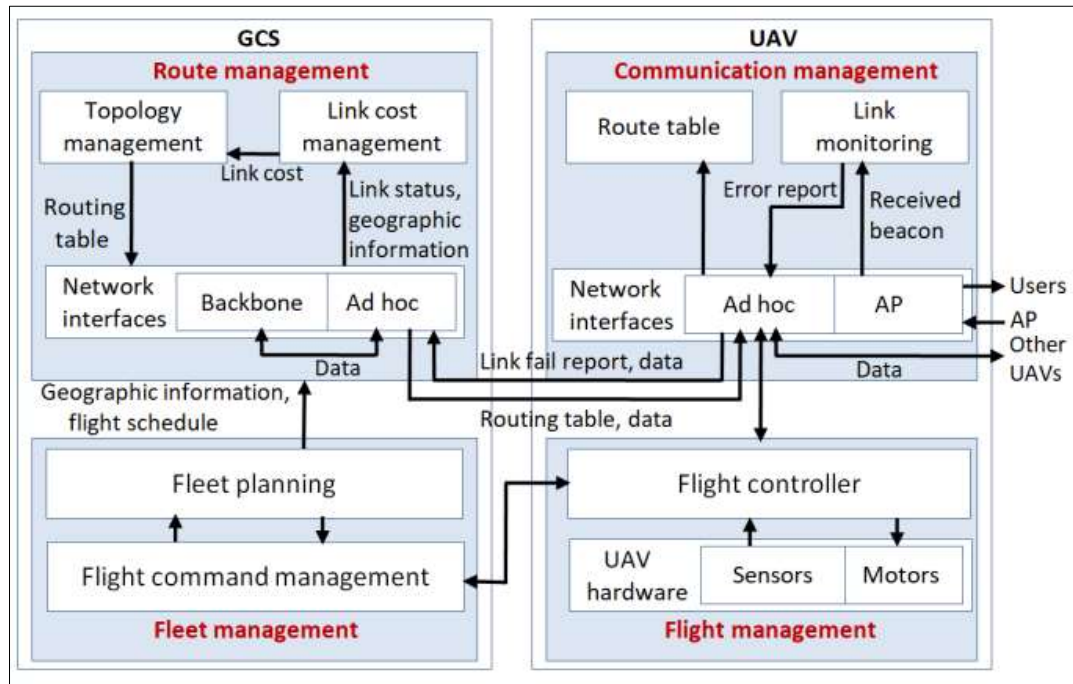 GCS
Route management
Topology
management
Link cost
management
Link cost
Routing
table
Link status,
geographic
information
Network
interfaces
Backbone
Ad hoc
Data
Geographic information,
flight schedule
Fleet planning
Flight command management
Fleet management
UAV
Communication management
Route table
Link
monitoring
Error report
Received
beacon
Network
interfaces
Ad hoc
AP
Users
AP
Other
UAVs
Data
Link fail report, data
Routing table, data
Flight controller
UAV
hardware
Sensors
Motors
Flight management